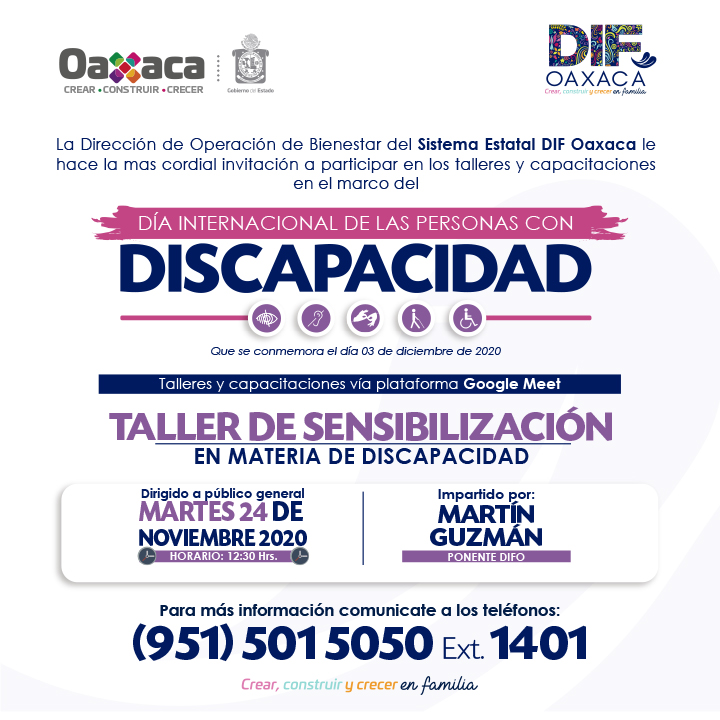 Oaxaca
CREAR • CONSTRUIR • CRECER
Gobierno del Estado
DIF
OAXACA
Crear, construir y crecer en familia
La Dirección de Operación de Bienestar del Sistema Estatal DIF Oaxaca le
hace la mas cordial invitación a participar en los talleres y capacitaciones
en el marco del
DÍA INTERNACIONAL DE LAS PERSONAS CON
DISCAPACIDAD
Que se conmemora el día 03 de diciembre de 2020
Talleres y capacitaciones vía plataforma Google Meet
TALLER DE SENSIBILIZACIÓN
EN MATERIA DE DISCAPACIDAD
Dirigido a público general
MARTES 24 DE
NOVIEMBRE 2020
HORARIO: 12:30 Hrs.
Impartido por:
MARTÍN
GUZMÁN
PONENTE DIFO
Para más información comunicate a los teléfonos:
(951) 501 5050 Ext. 1401
Crear, construir y crecer en familia